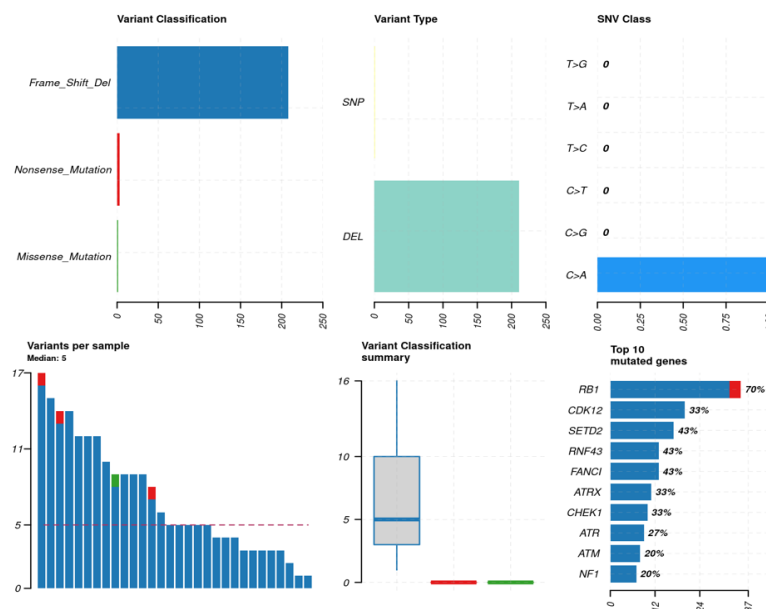 Variant Classification
Frame_Shift_Del
Nonsense_Mutation
Missense_Mutation
0
50
100
150
200
250
Variant Type
SNP
DEL
0
50
100
150
200
250
SNV Class
T>G 0
T>A 0
T>C 0
C>T 0
C>G 0
C>A
0.00
0.25
0.50
0.75
Variants per sample
Median: 5
17
11
5
0
Variant Classification
summary
16
10
5
0
Top 10
mutated genes
RB1 70%
CDK12 33%
SETD2 43%
RNF43 43%
FANCI 43%
ATRX 33%
CHEK1 33%
ATR 27%
ATM 20%
NF1 20%
0
12